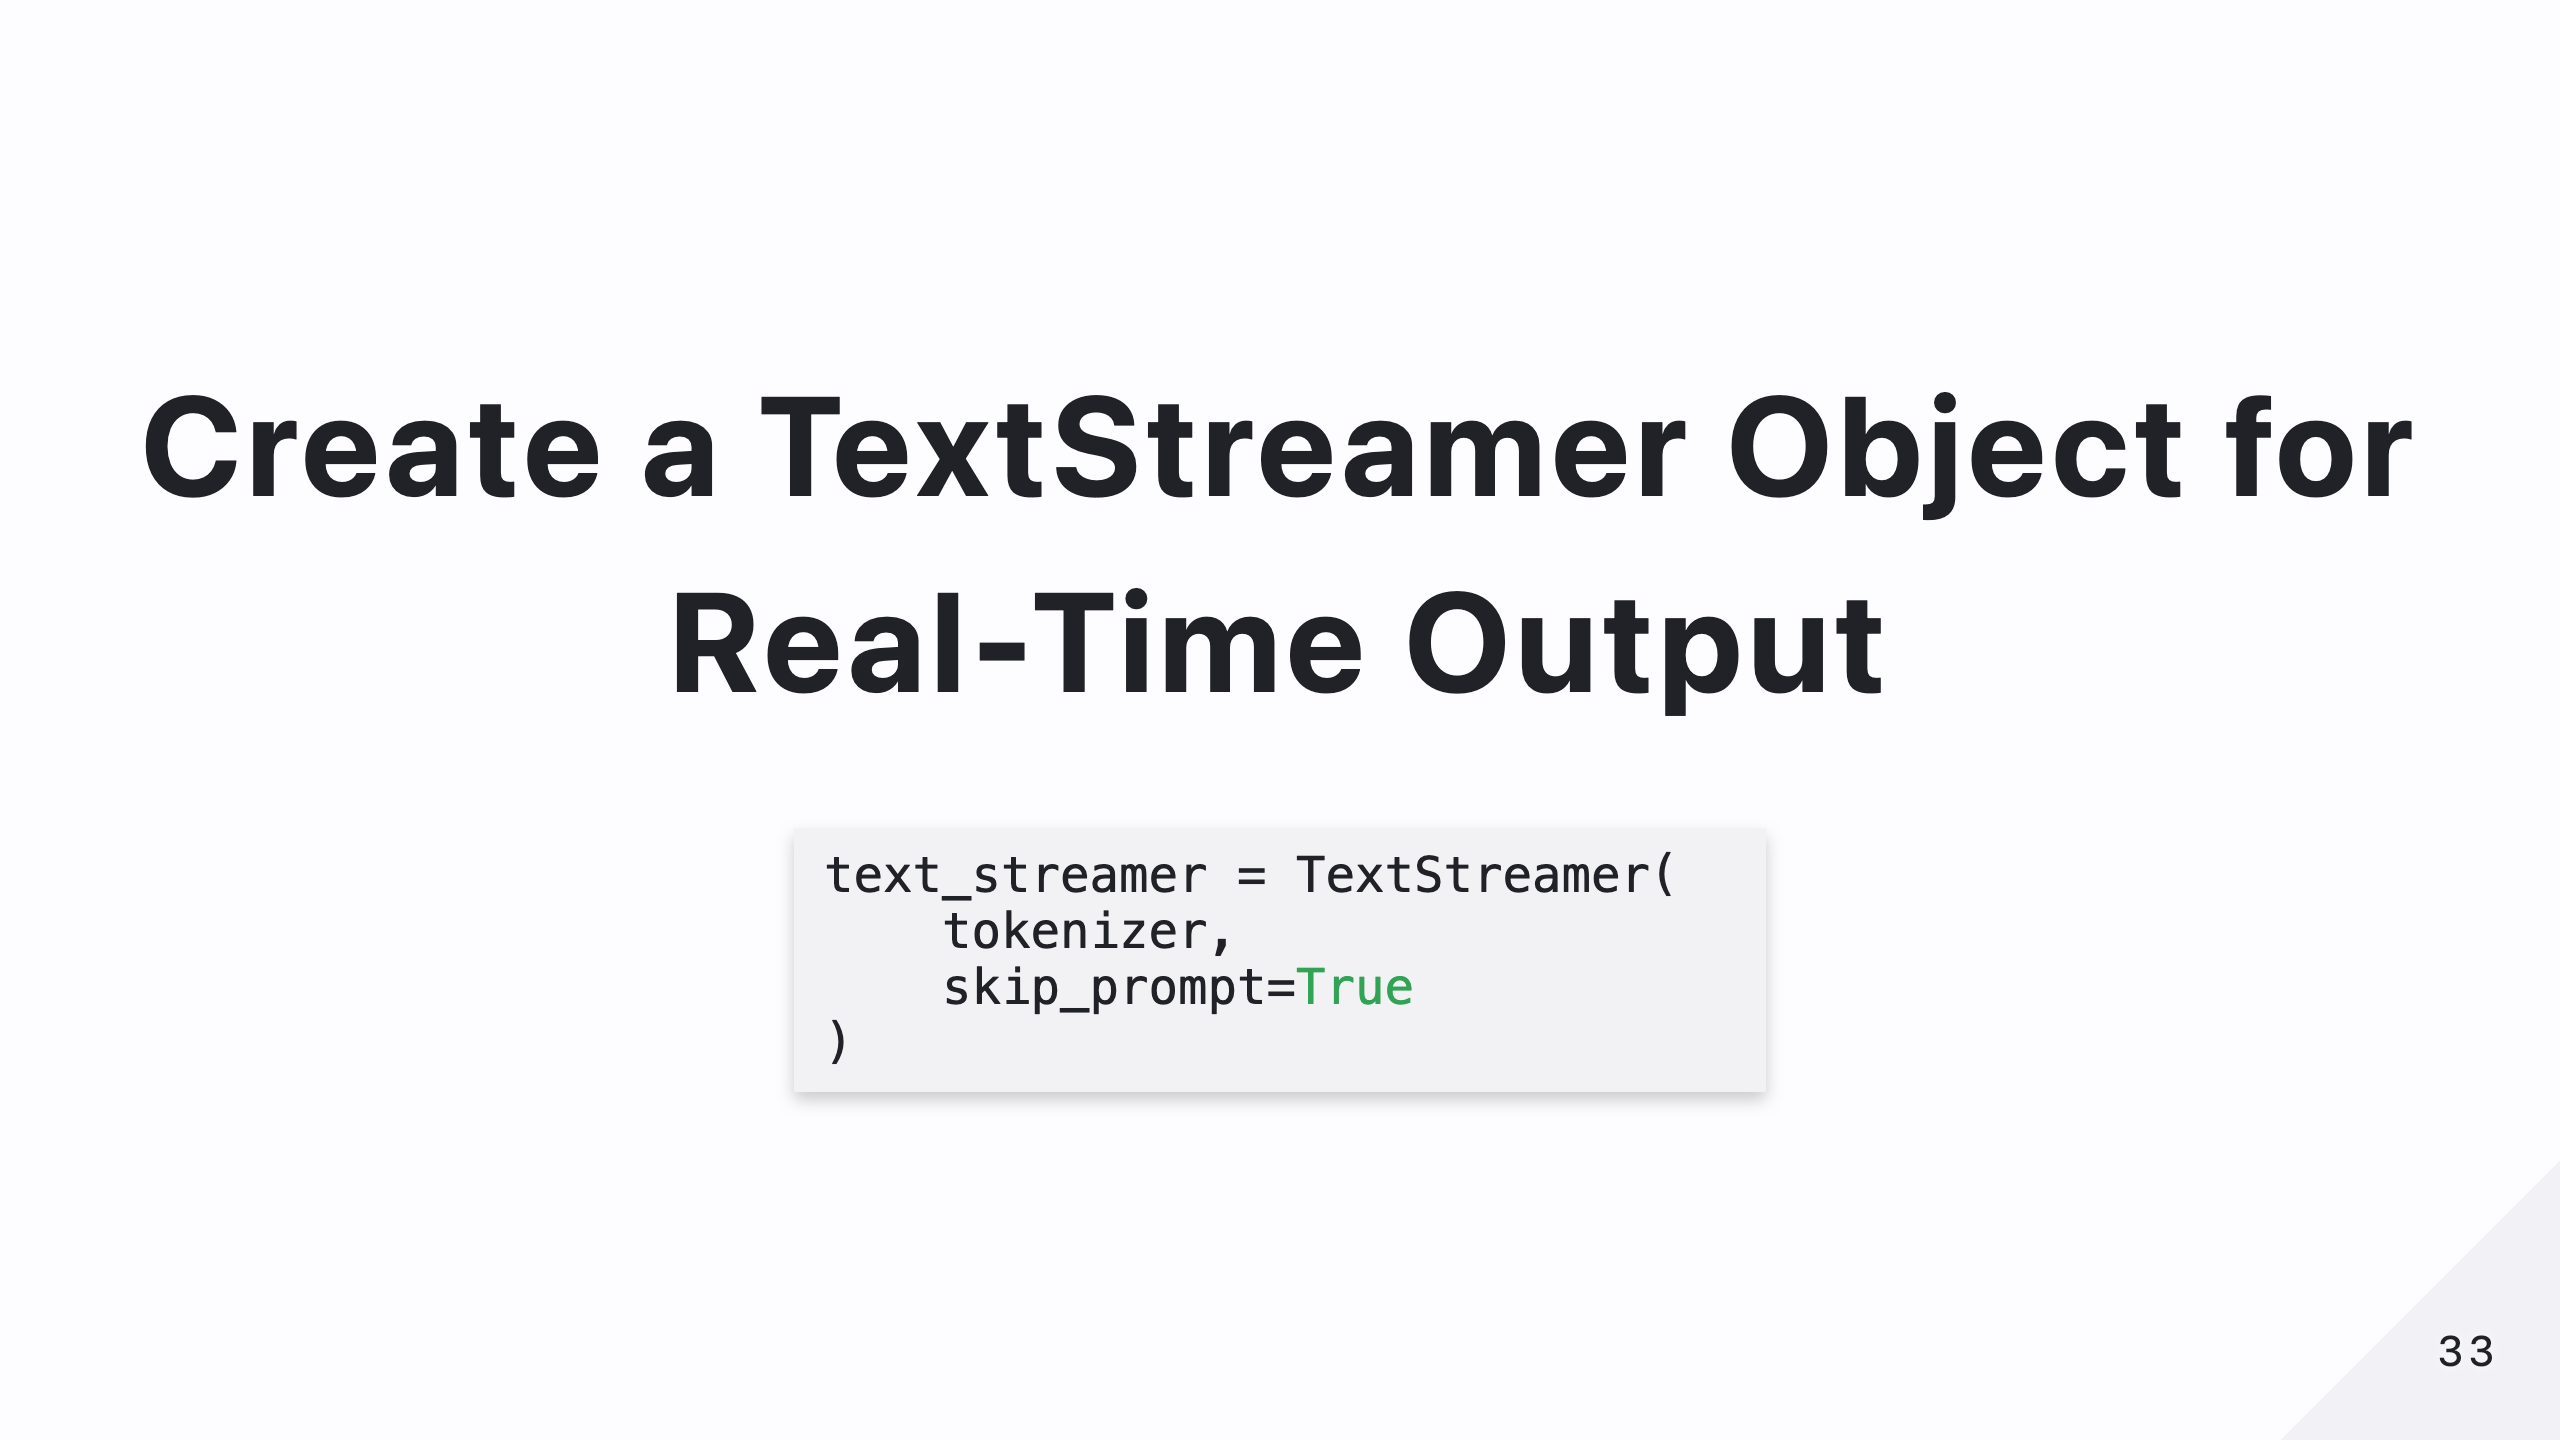 Create a TextStreamer Object for
Real-Time Output
text_streamer = TextStreamer(
    tokenizer,
    skip_prompt=True
)
33